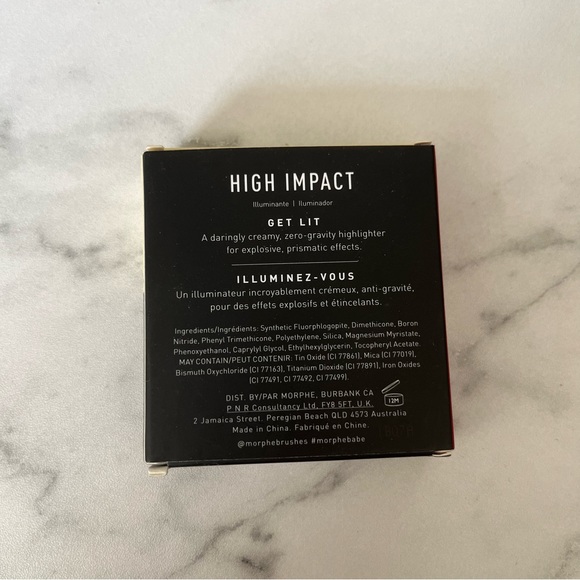 HIGH IMPACT
Illuminante | Iluminador
GET LIT
A daringly creamy, zero-gravity highlighter
for explosive, prismatic effects.
ILLUMINEZ-VOUS
Un illuminateur incroyablement crémeux, anti-gravité,
pour des effets explosifs et étincelants.
Ingredients/Ingrédients: Synthetic Fluorphlogopite, Dimethicone, Boron
Nitride, Phenyl Trimethicone, Polyethylene, Silica, Magnesium Myristate,
Phenoxyethanol, Caprylyl Glycol, Ethylhexylglycerin, Tocopheryl Acetate.
MAY CONTAIN/PEUT CONTENIR: Tin Oxide (CI 77861), Mica (CI 77019),
Bismuth Oxychloride (CI 77163), Titanium Dioxide (CI 77891), Iron Oxides
(CI 77491, CI 77492, CI 77499).
DIST. BY/PAR MORPHE, BURBANK CA
P N R Consultancy Ltd, FY8 5FT, U.K.
12M
2 Jamaica Street. Peregian Beach QLD 4573 Australia
Made in China. Fabriqué en Chine.
@morphebrushes #morphebabe